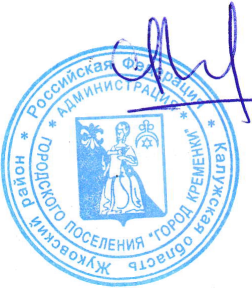 Российская Федерация * Калужская область * Жуковский район *
* АДМИНИСТРАЦИЯ * ГОРОДСКОГО ПОСЕЛЕНИЯ "ГОРОД КРЕМЕНКИ"